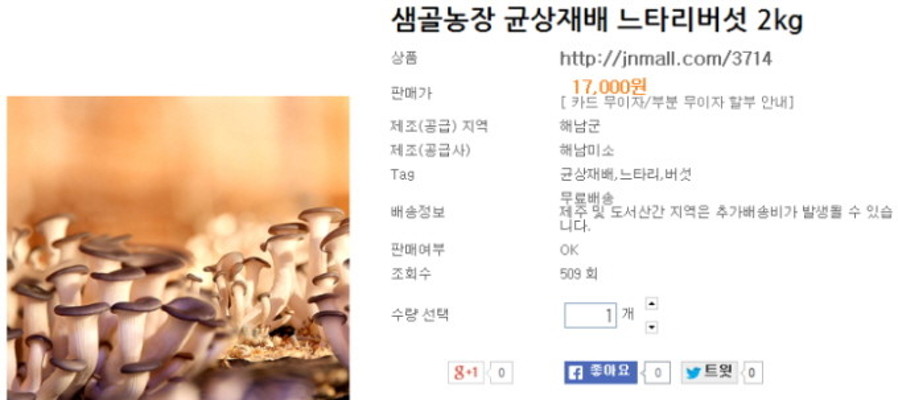 샘골농장 균상재배 느타리버섯 2kg
상품 http://jnmall.com/3714
판매가 17,000원
[ 카드 무이자/부분 무이자 할부 안내]
제조(공급) 지역 해남군
제조(공급사) 해남미소
Tag 균상재배,느타리,버섯
배송정보 무료배송
제주 및 도서산간 지역은 추가배송비가 발생될 수 있습
니다.
판매여부 OK
조회수 509 회
수량 선택 1 개
g+1 0 좋아요 0 트윗 0